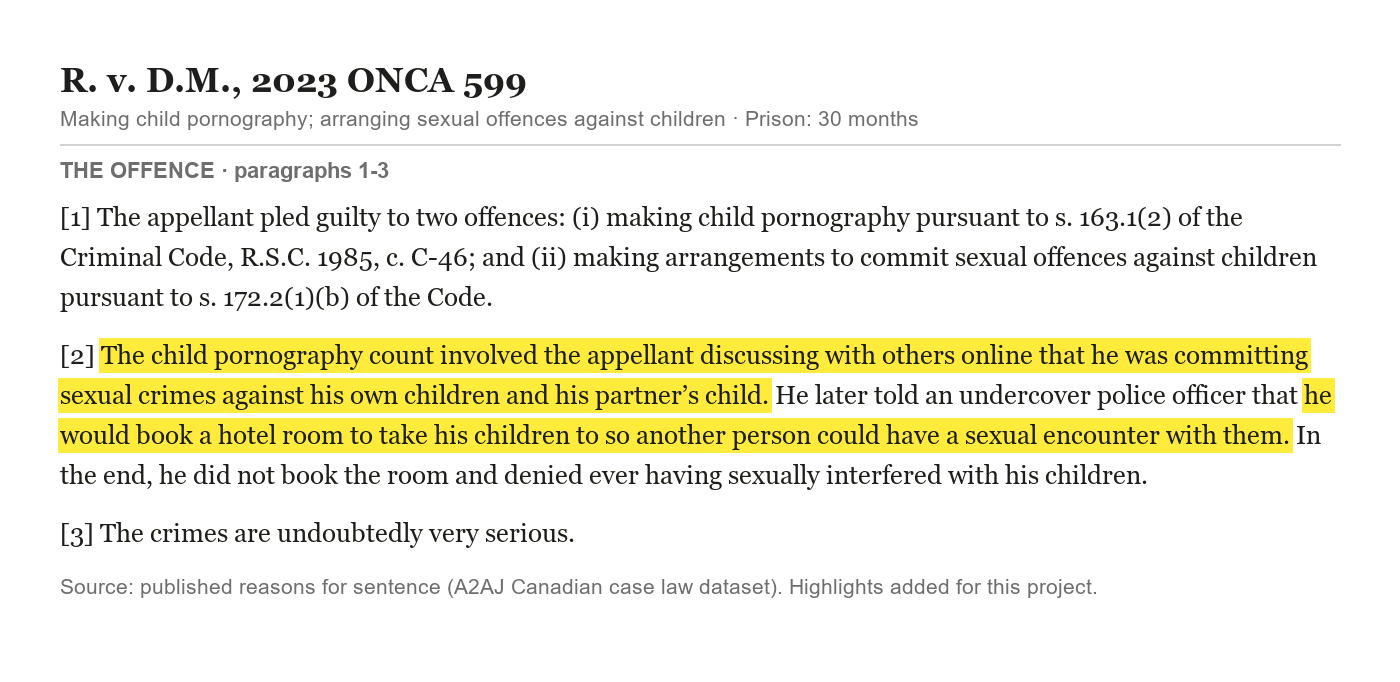 R. v. D.M., 2023 ONCA 599
Making child pornography; arranging sexual offences against children · Prison: 30 months
THE OFFENCE · paragraphs 1-3
[1] The appellant pled guilty to two offences: (i) making child pornography pursuant to s. 163.1(2) of the
Criminal Code, R.S.C. 1985, c. C-46; and (ii) making arrangements to commit sexual offences against children
pursuant to s. 172.2(1)(b) of the Code.
[2] The child pornography count involved the appellant discussing with others online that he was committing
sexual crimes against his own children and his partner’s child. He later told an undercover police officer that he
would book a hotel room to take his children to so another person could have a sexual encounter with them. In
the end, he did not book the room and denied ever having sexually interfered with his children.
[3] The crimes are undoubtedly very serious.
Source: published reasons for sentence (A2AJ Canadian case law dataset). Highlights added for this project.